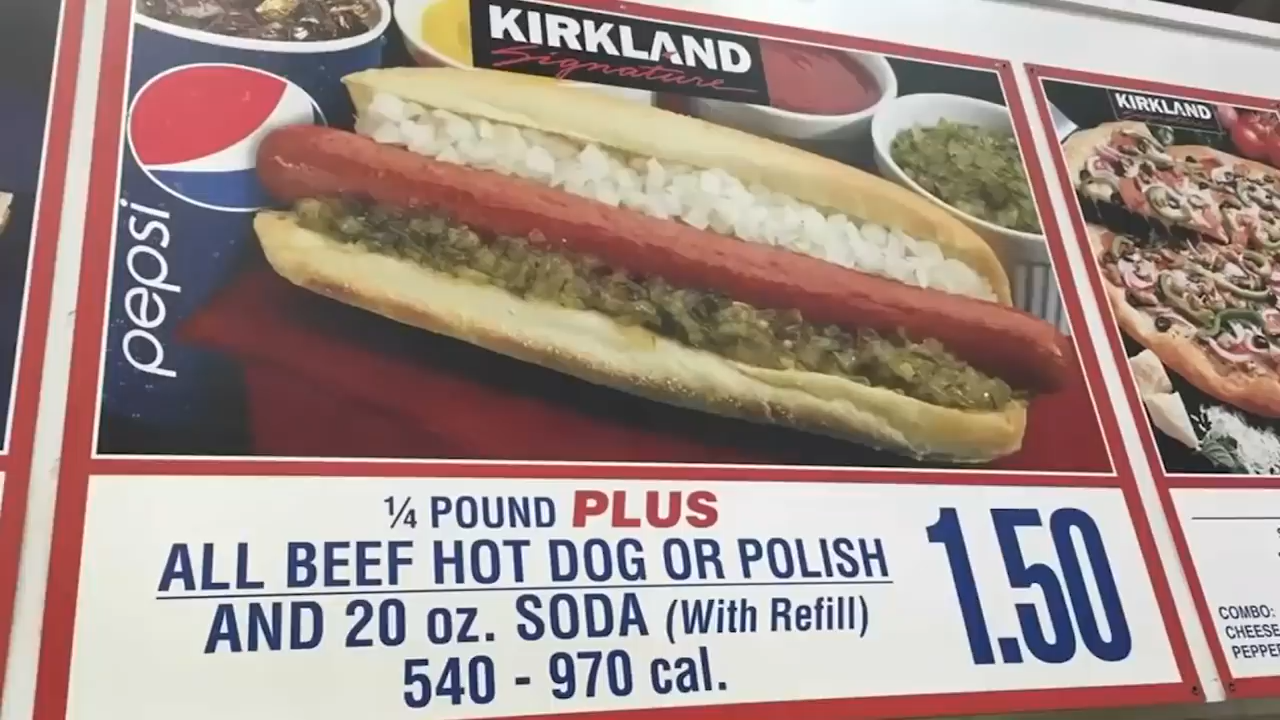 KIRKLAND
Signature
pepsi
KIRKLAND
¼ POUND PLUS
ALL BEEF HOT DOG OR POLISH
AND 20 oz. SODA (With Refill)
540 - 970 cal.
1.50
COMBO:
CHEESE